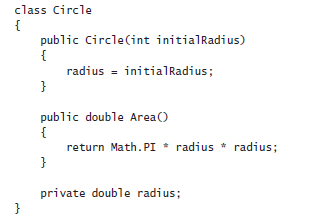 class Circle
{
    public Circle(int initialRadius)
    {
        radius = initialRadius;
    }

    public double Area()
    {
        return Math.PI * radius * radius;
    }

    private double radius;
}